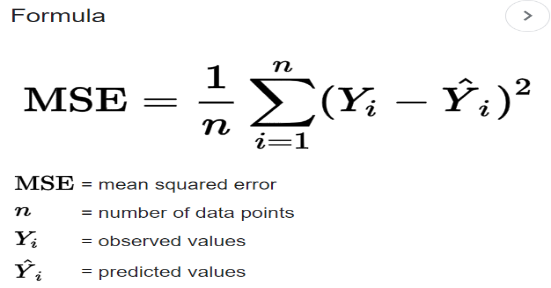 Formula
MSE = 1/n ∑_{i=1}^{n} (Y_i − Ŷ_i)^2
MSE = mean squared error
n = number of data points
Y_i = observed values
Ŷ_i = predicted values